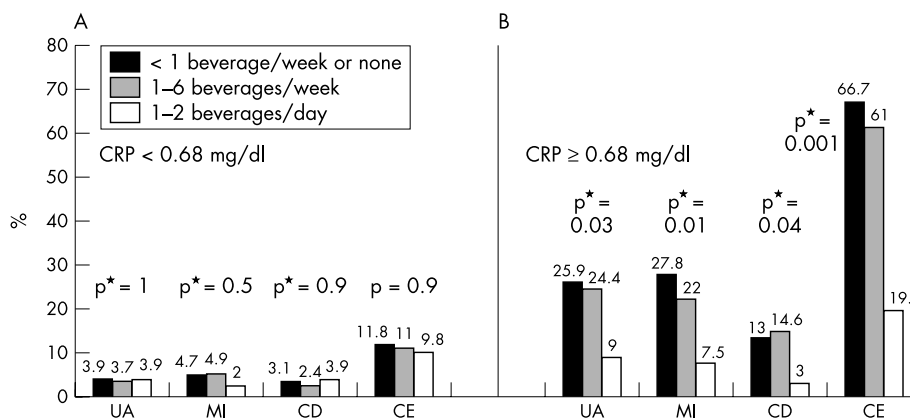 A
B
80
70
60
50
40
30
20
10
0
%
< 1 beverage/week or none
1–6 beverages/week
1–2 beverages/day
CRP < 0.68 mg/dl
p★ = 1
p★ = 0.5
p★ = 0.9
p = 0.9
3.9
3.7
3.9
4.7
4.9
2
3.1
2.4
3.9
11.8
11
9.8
UA
MI
CD
CE
CRP ≥ 0.68 mg/dl
p★ =
0.03
p★ =
0.01
p★ =
0.04
p★ =
0.001
25.9
24.4
9
27.8
22
7.5
13
14.6
3
66.7
61
19.
UA
MI
CD
CE